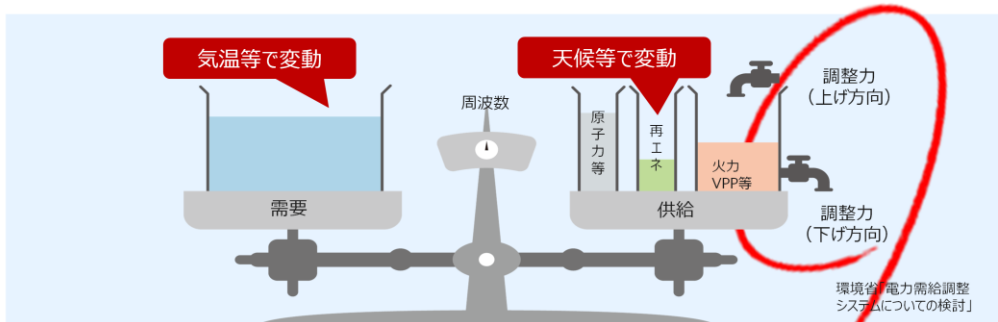 気温等で変動
天候等で変動
周波数
調整力
（上げ方向）
原子力等
再エネ
火力
VPP等
需要
供給
調整力
（下げ方向）
環境省「電力需給調整
システムについての検討」